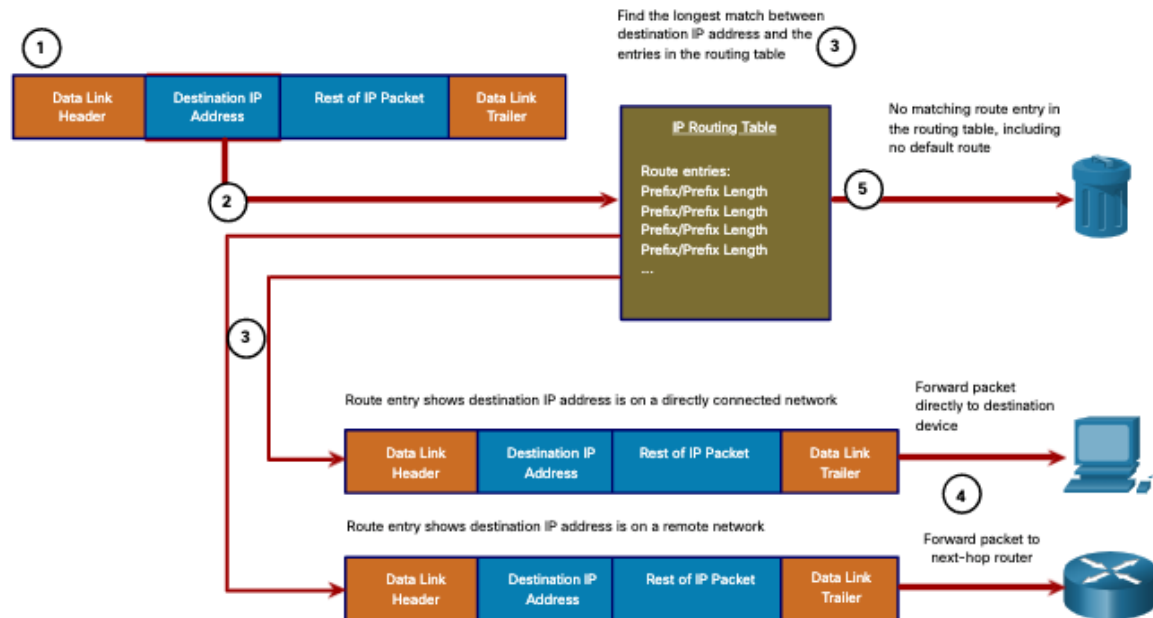 1
Find the longest match between
destination IP address and the
entries in the routing table
3
Data Link
Header
Destination IP
Address
Rest of IP Packet
Data Link
Trailer
2
IP Routing Table
Route entries:
Prefix/Prefix Length
Prefix/Prefix Length
Prefix/Prefix Length
Prefix/Prefix Length
...
No matching route entry in
the routing table, including
no default route
5
3
Route entry shows destination IP address is on a directly connected network
Data Link
Header
Destination IP
Address
Rest of IP Packet
Data Link
Trailer
Forward packet
directly to destination
device
4
Route entry shows destination IP address is on a remote network
Data Link
Header
Destination IP
Address
Rest of IP Packet
Data Link
Trailer
Forward packet to
next-hop router